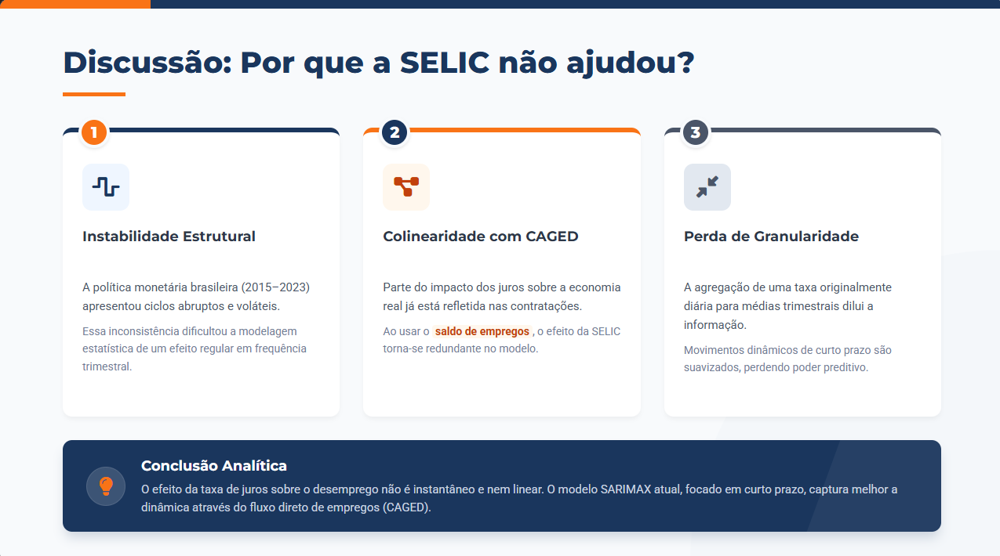 Discussão: Por que a SELIC não ajudou?
1
Instabilidade Estrutural
A política monetária brasileira (2015–2023)
apresentou ciclos abruptos e voláteis.
Essa inconsistência dificultou a modelagem
estatística de um efeito regular em frequência
trimestral.
2
Colinearidade com CAGED
Parte do impacto dos juros sobre a economia
real já está refletida nas contratações.
Ao usar o saldo de empregos , o efeito da SELIC
torna-se redundante no modelo.
3
Perda de Granularidade
A agregação de uma taxa originalmente
diária para médias trimestrais dilui a
informação.
Movimentos dinâmicos de curto prazo são
suavizados, perdendo poder preditivo.
Conclusão Analítica
O efeito da taxa de juros sobre o desemprego não é instantâneo e nem linear. O modelo SARIMAX atual, focado em curto prazo, captura melhor a
dinâmica através do fluxo direto de empregos (CAGED).